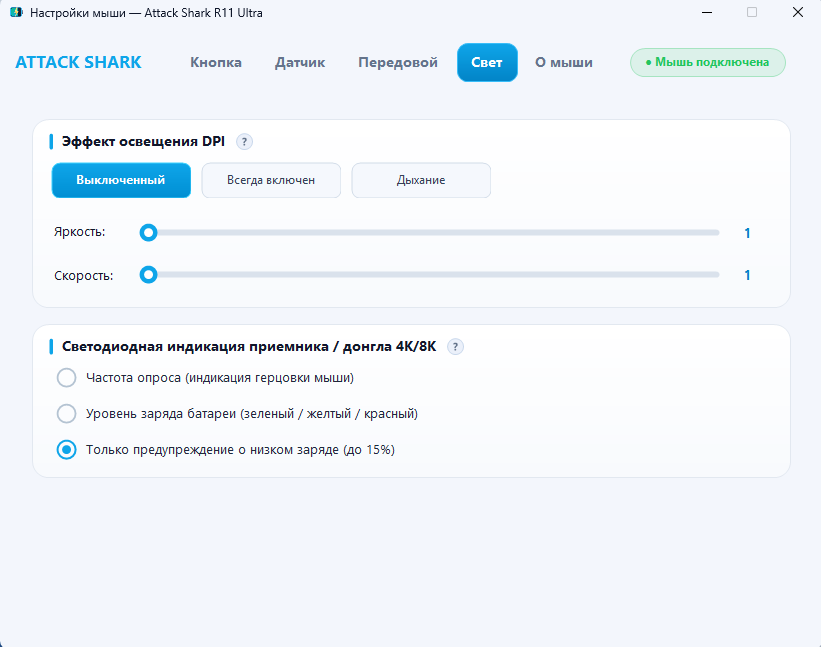 Настройки мыши — Attack Shark R11 Ultra
ATTACK SHARK Кнопка Датчик Передовой Свет О мыши ● Мышь подключена
Эффект освещения DPI ?
Выключенный Всегда включен Дыхание
Яркость: 1
Скорость: 1
Светодиодная индикация приемника / донгла 4K/8K ?
Частота опроса (индикация герцовки мыши)
Уровень заряда батареи (зеленый / желтый / красный)
Только предупреждение о низком заряде (до 15%)